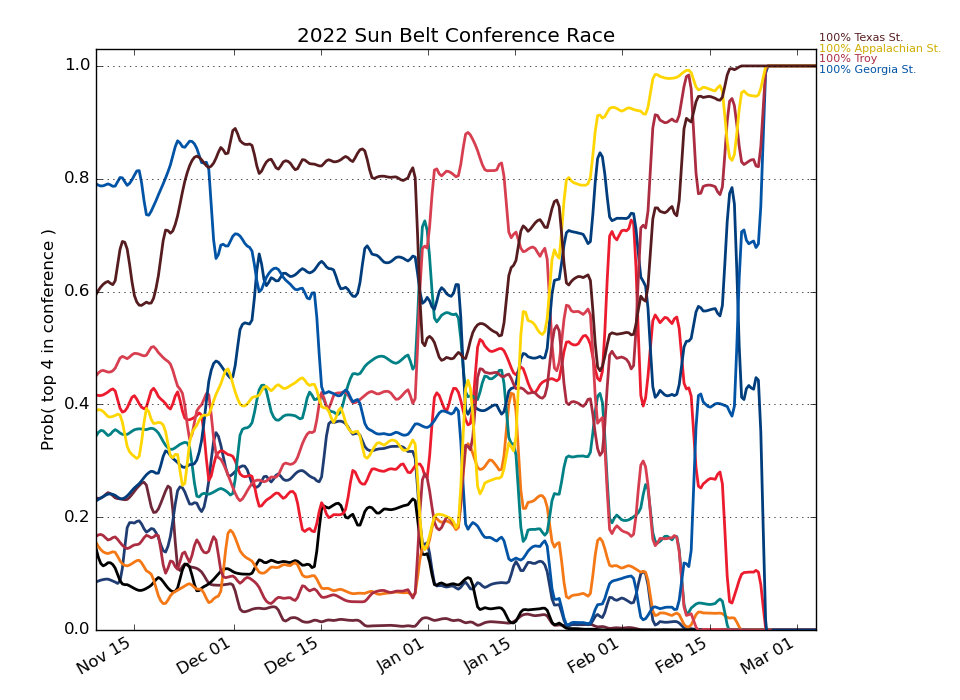 2022 Sun Belt Conference Race
100% Texas St.
100% Appalachian St.
100% Troy
100% Georgia St.
Prob( top 4 in conference )
1.0
0.8
0.6
0.4
0.2
0.0
Nov 15
Dec 01
Dec 15
Jan 01
Jan 15
Feb 01
Feb 15
Mar 01